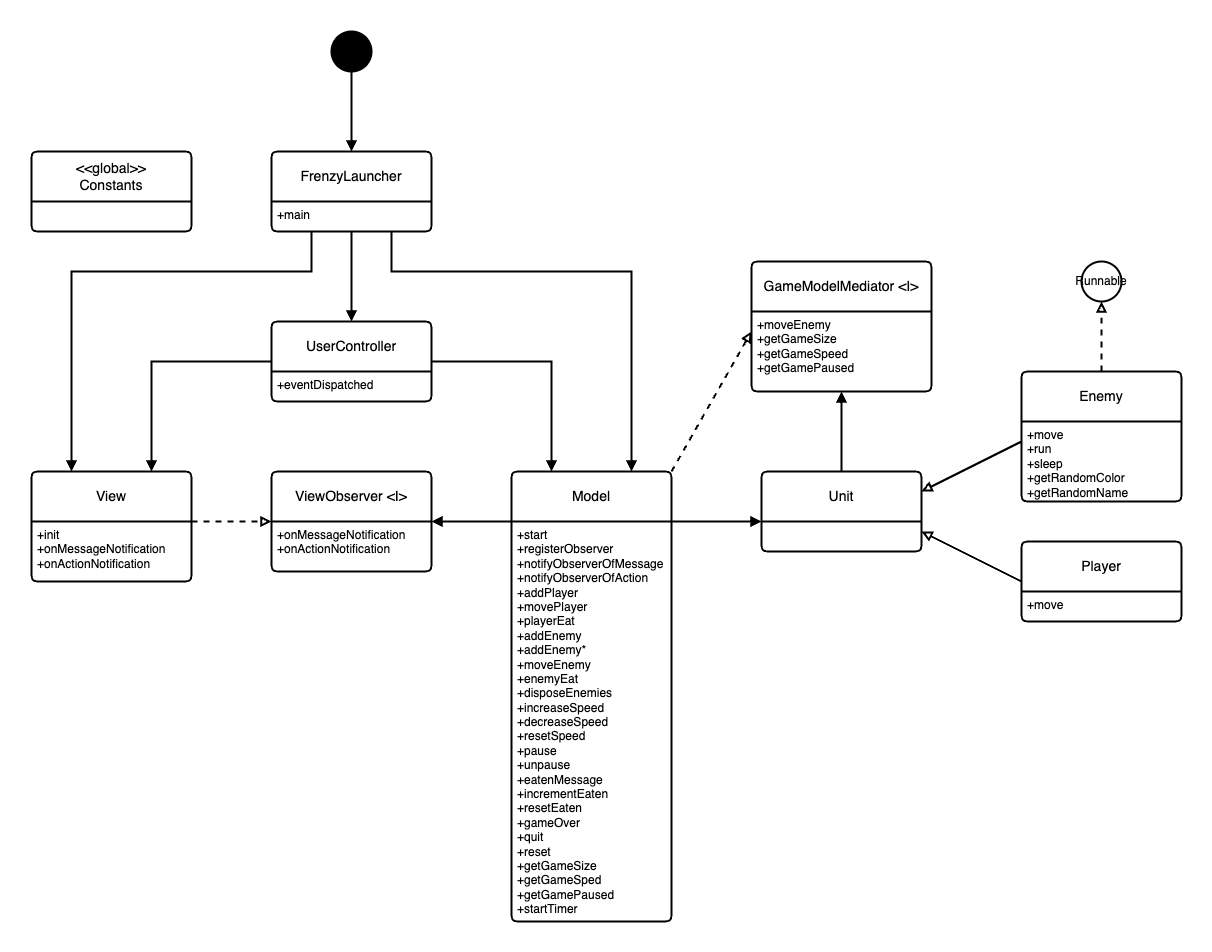 <<global>>
Constants
FrenzyLauncher
+main
UserController
+eventDispatched
GameModelMediator <I>
+moveEnemy
+getGameSize
+getGameSpeed
+getGamePaused
Runnable
Enemy
+move
+run
+sleep
+getRandomColor
+getRandomName
View
+init
+onMessageNotification
+onActionNotification
ViewObserver <I>
+onMessageNotification
+onActionNotification
Model
+start
+registerObserver
+notifyObserverOfMessage
+notifyObserverOfAction
+addPlayer
+movePlayer
+playerEat
+addEnemy
+addEnemy*
+moveEnemy
+enemyEat
+disposeEnemies
+increaseSpeed
+decreaseSpeed
+resetSpeed
+pause
+unpause
+eatenMessage
+incrementEaten
+resetEaten
+gameOver
+quit
+reset
+getGameSize
+getGameSped
+getGamePaused
+startTimer
Unit
Player
+move